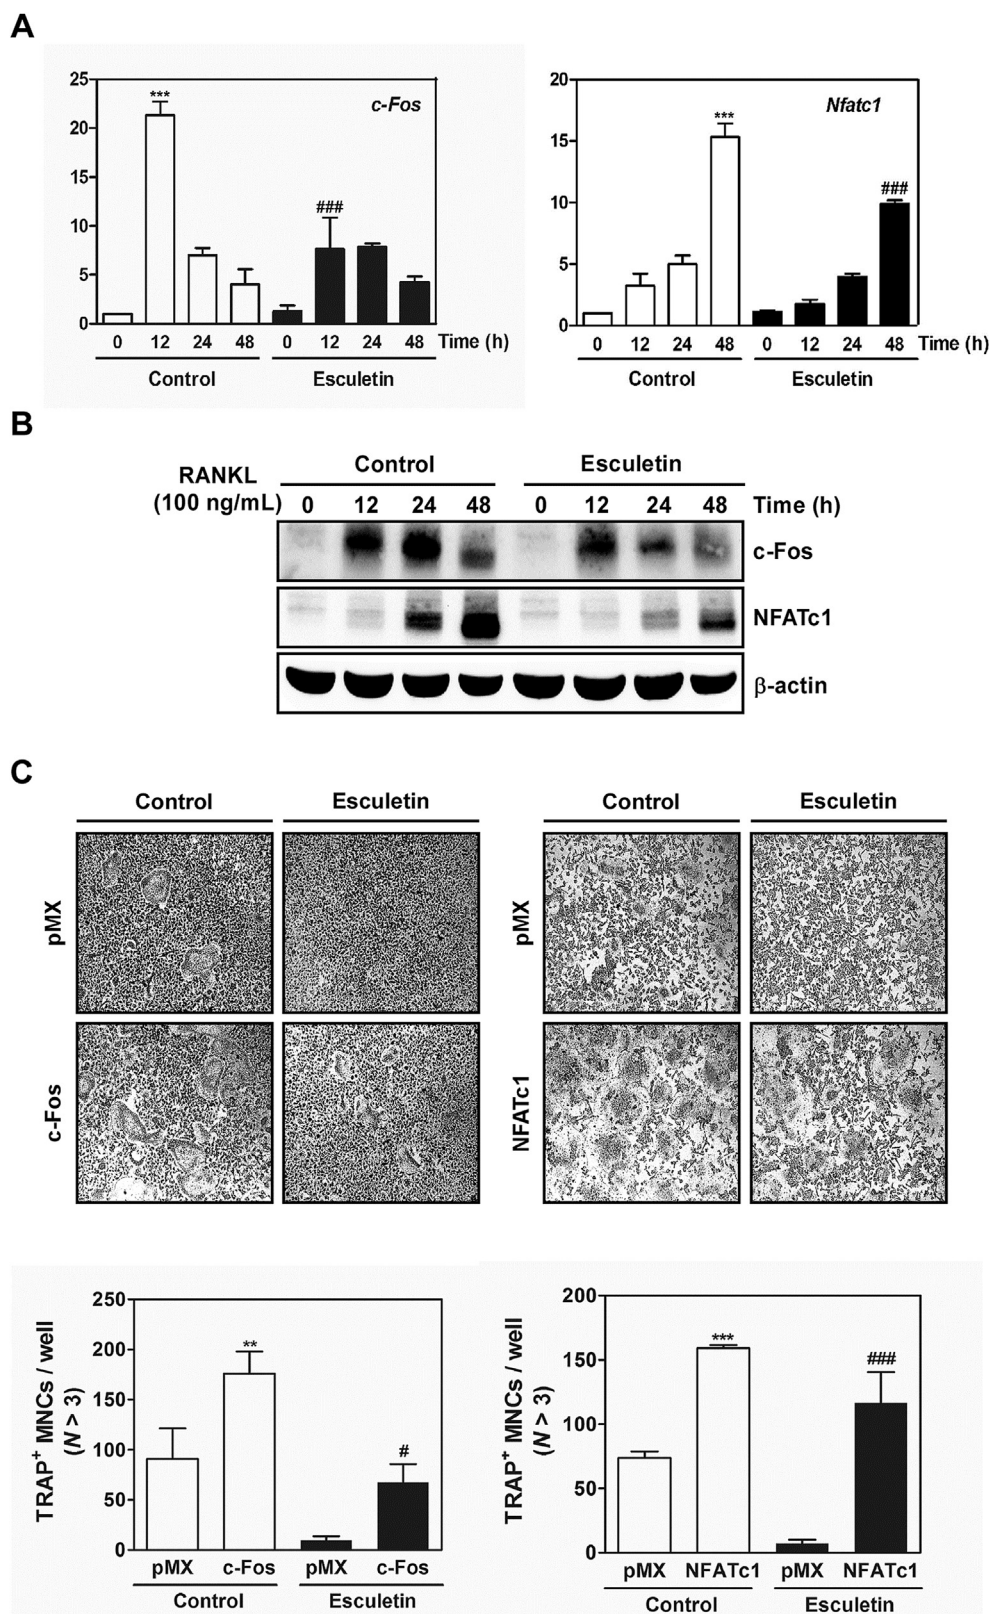 A
c-Fos
25
20
15
10
5
0
***
###
0 12 24 48 0 12 24 48 Time (h)
Control Esculetin
Nfatc1
20
15
10
5
0
***
###
0 12 24 48 0 12 24 48 Time (h)
Control Esculetin
B
RANKL
(100 ng/mL)
Control Esculetin
0 12 24 48 0 12 24 48 Time (h)
c-Fos
NFATc1
β-actin
C
Control Esculetin
pMX
c-Fos
Control Esculetin
pMX
NFATc1
TRAP+ MNCs / well
(N > 3)
250
200
150
100
50
0
**
#
pMX c-Fos pMX c-Fos
Control Esculetin
TRAP+ MNCs / well
(N > 3)
200
150
100
50
0
***
###
pMX NFATc1 pMX NFATc1
Control Esculetin